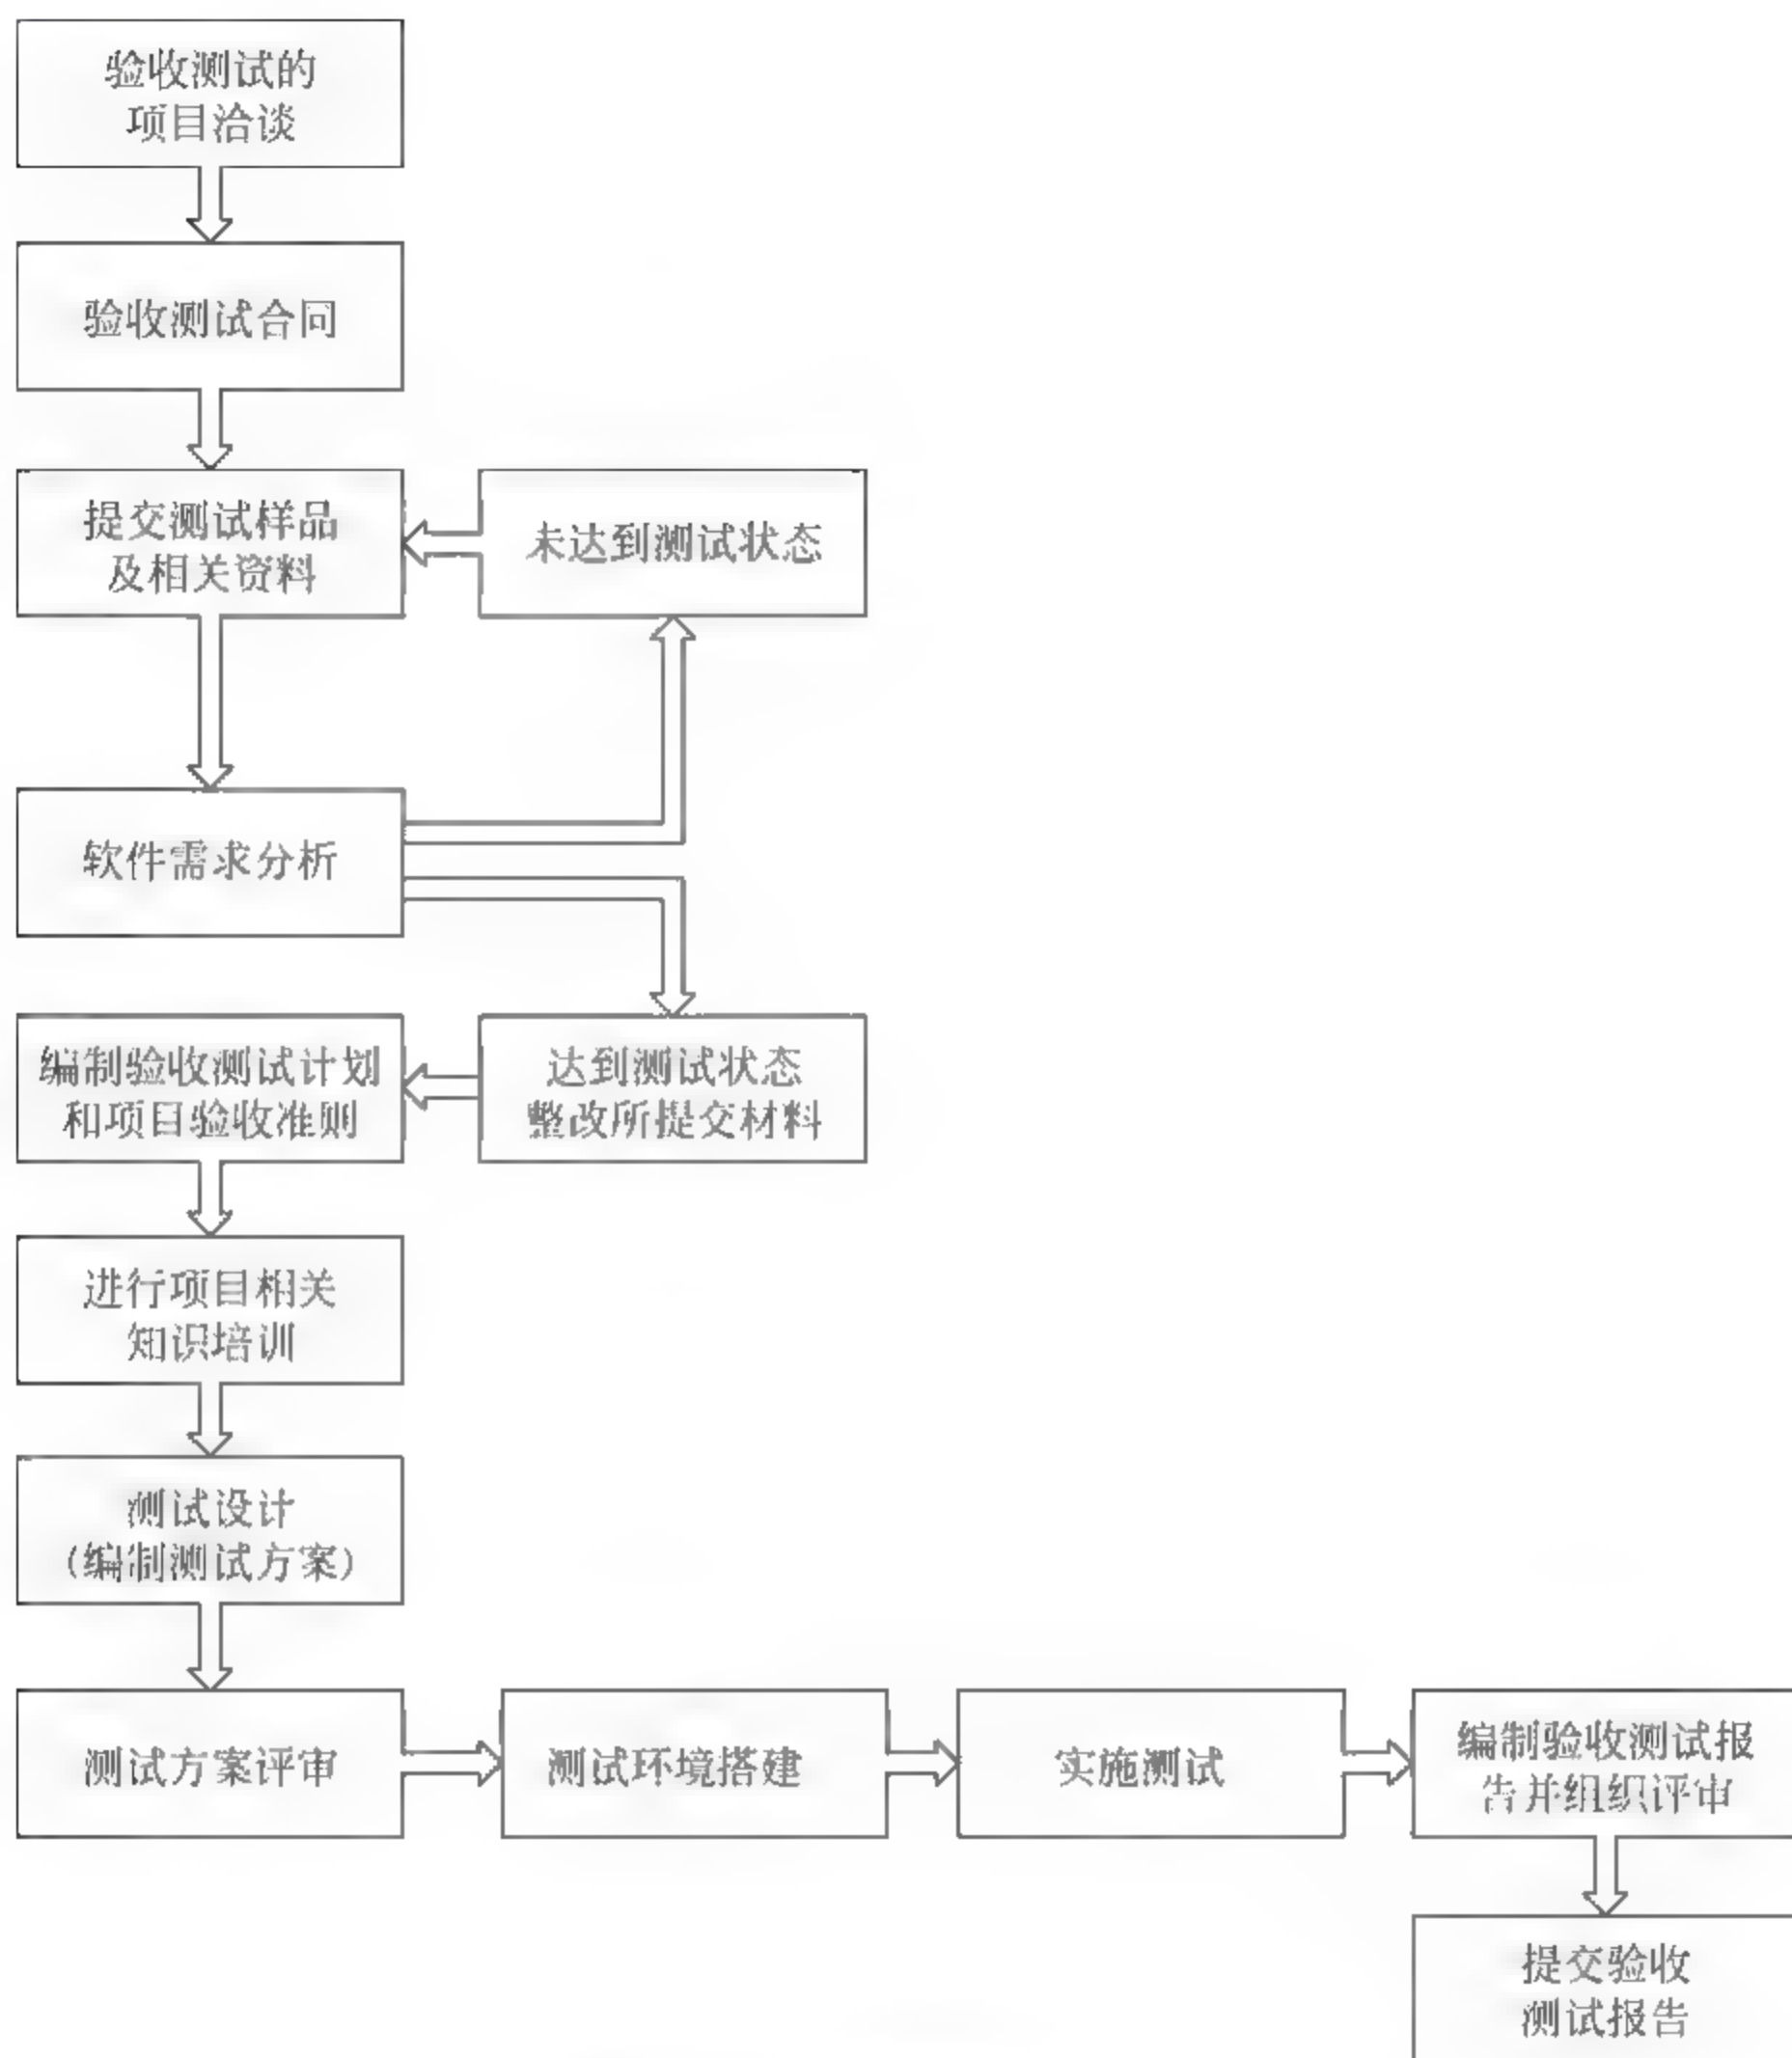 验收测试的
项目洽谈
验收测试合同
提交测试样品
及相关资料
未达到测试状态
软件需求分析
编制验收测试计划
和项目验收准则
达到测试状态
整改所提交材料
进行项目相关
知识培训
测试设计
(编制测试方案)
测试方案评审
测试环境搭建
实施测试
编制验收测试报
告并组织评审
提交验收
测试报告